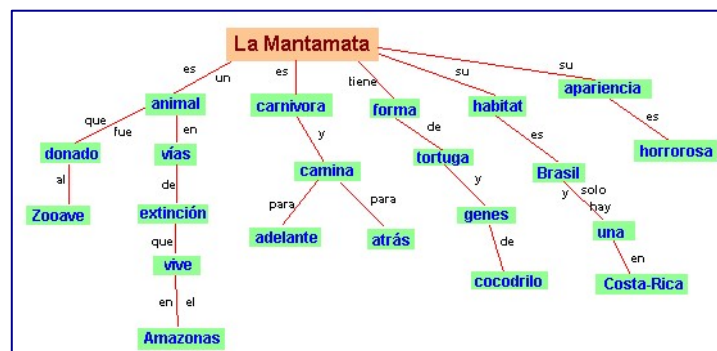 La Mantamata
es un
animal
que fue
donado
al
Zooave
en
vías
de
extinción
que
vive
en el
Amazonas
es
carnivora
y
camina
para
adelante
para
atrás
tiene
forma
de
tortuga
y
genes
de
cocodrilo
su
habitat
es
Brasil
y solo hay
una
en
Costa-Rica
su
apariencia
es
horrorosa